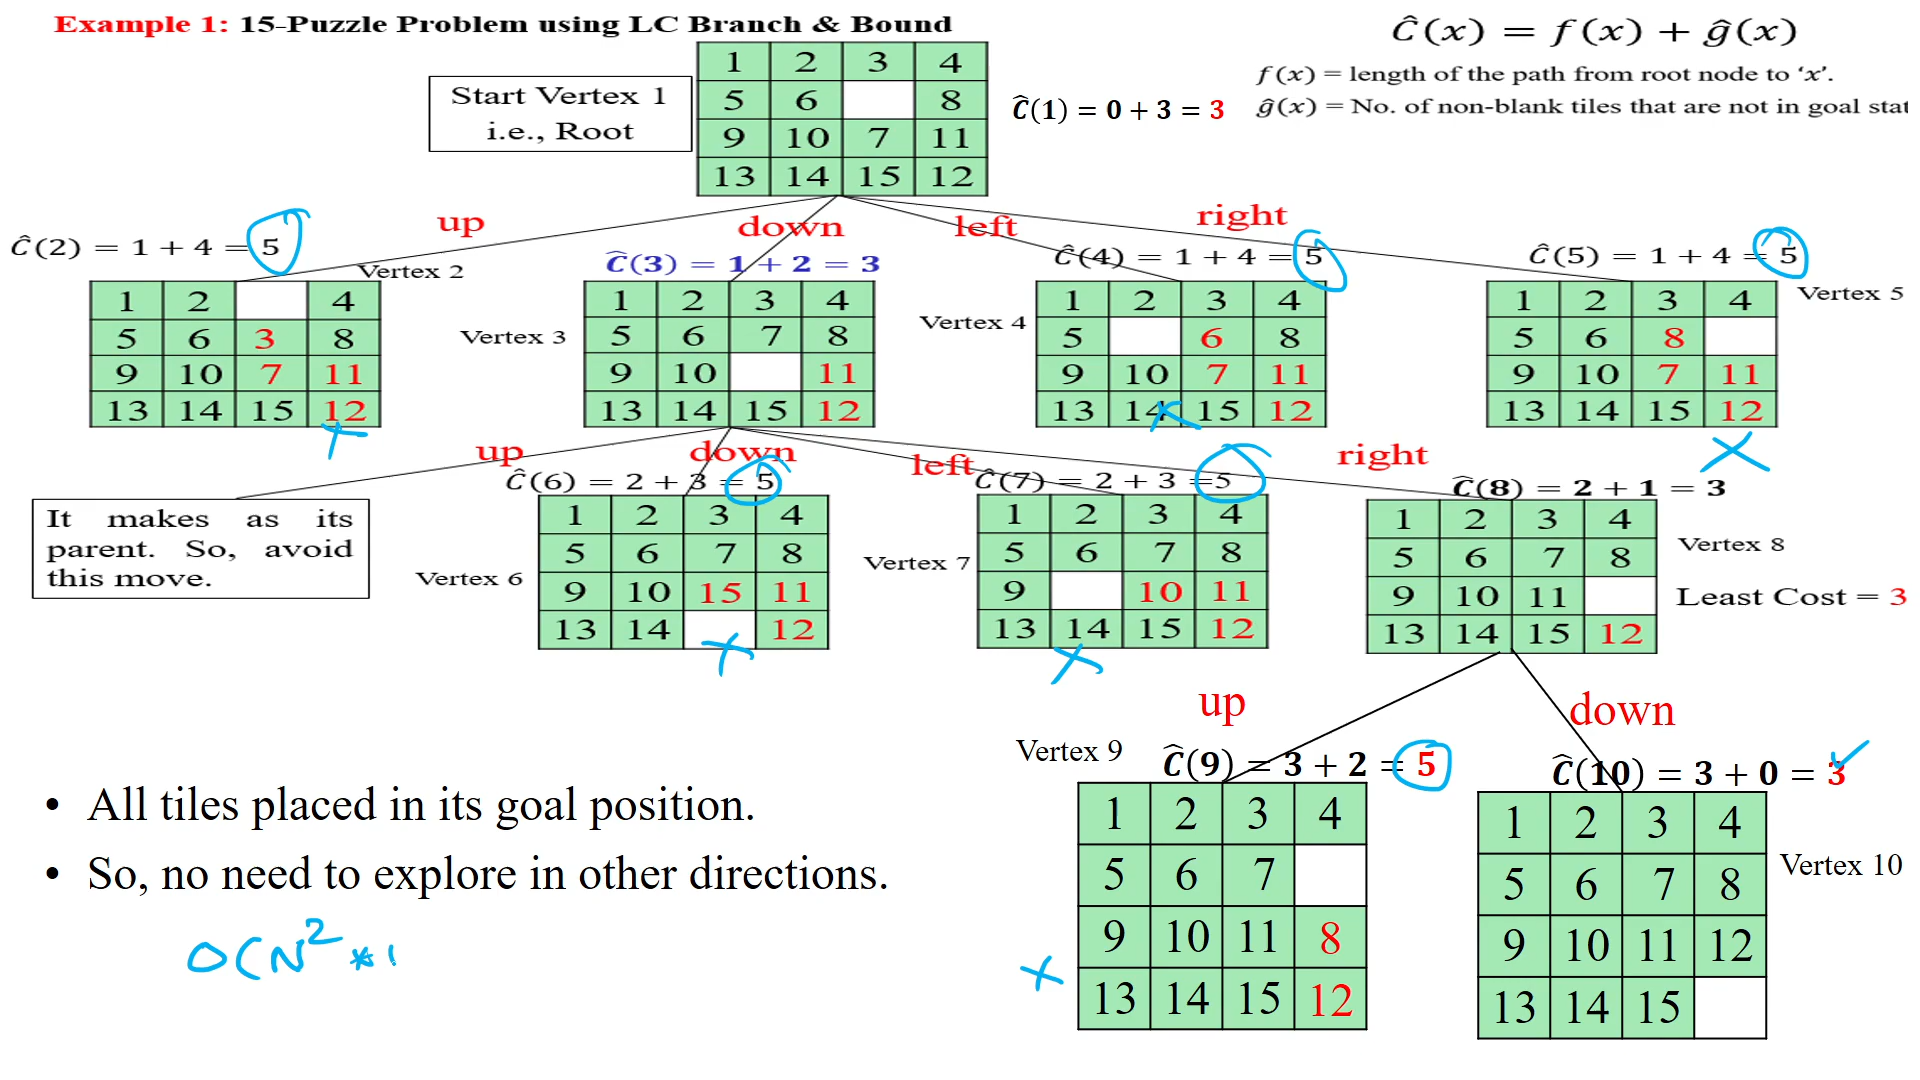 Example 1: 15-Puzzle Problem using LC Branch & Bound
Ĉ(x) = f(x) + ĝ(x)
f(x) = length of the path from root node to ‘x’.
ĝ(x) = No. of non-blank tiles that are not in goal stat
Start Vertex 1
i.e., Root
1 2 3 4
5 6 8
9 10 7 11
13 14 15 12
Ĉ(1) = 0 + 3 = 3
up
down
left
right
Ĉ(2) = 1 + 4 = 5
Vertex 2
1 2 4
5 6 3 8
9 10 7 11
13 14 15 12
Ĉ(3) = 1 + 2 = 3
Vertex 3
1 2 3 4
5 6 7 8
9 10 11
13 14 15 12
Ĉ(4) = 1 + 4 = 5
Vertex 4
1 2 3 4
5 6 8
9 10 7 11
13 14 15 12
Ĉ(5) = 1 + 4 = 5
Vertex 5
1 2 3 4
5 6 8
9 10 7 11
13 14 15 12
up
down
left
right
It makes as its
parent. So, avoid
this move.
Ĉ(6) = 2 + 3 = 5
Vertex 6
1 2 3 4
5 6 7 8
9 10 15 11
13 14 12
Ĉ(7) = 2 + 3 =5
Vertex 7
1 2 3 4
5 6 7 8
9 10 11
13 14 15 12
Ĉ(8) = 2 + 1 = 3
Vertex 8
Least Cost = 3
1 2 3 4
5 6 7 8
9 10 11
13 14 15 12
up
down
Vertex 9
Ĉ(9) = 3 + 2 = 5
1 2 3 4
5 6 7
9 10 11 8
13 14 15 12
Ĉ(10) = 3 + 0 = 3
Vertex 10
1 2 3 4
5 6 7 8
9 10 11 12
13 14 15
• All tiles placed in its goal position.
• So, no need to explore in other directions.
O(N² *